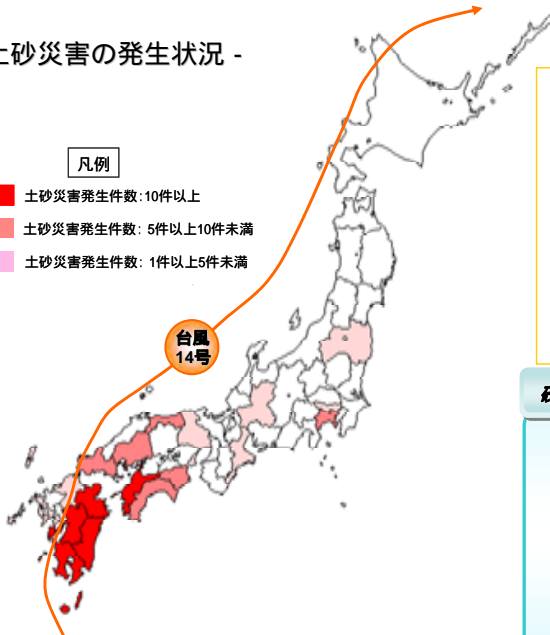 土砂災害の発生状況 -
凡例
土砂災害発生件数:10件以上
土砂災害発生件数: 5件以上10件未満
土砂災害発生件数: 1件以上5件未満
台風
14号